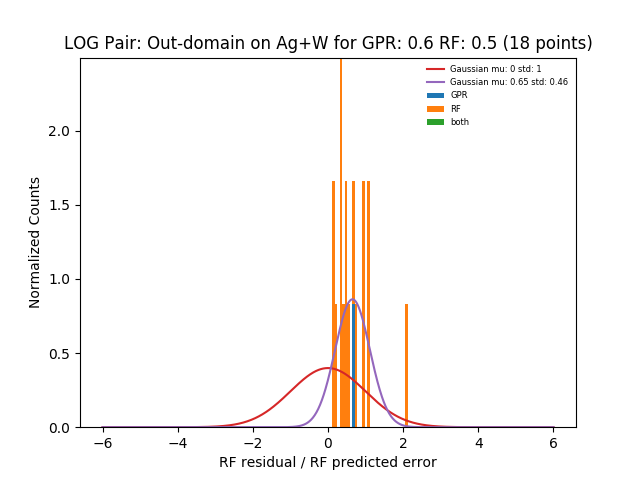 LOG Pair: Out-domain on Ag+W for GPR: 0.6 RF: 0.5 (18 points)
Gaussian mu: 0 std: 1
Gaussian mu: 0.65 std: 0.46
GPR
RF
both
Normalized Counts
2.0
1.5
1.0
0.5
0.0
−6 −4 −2 0 2 4 6
RF residual / RF predicted error